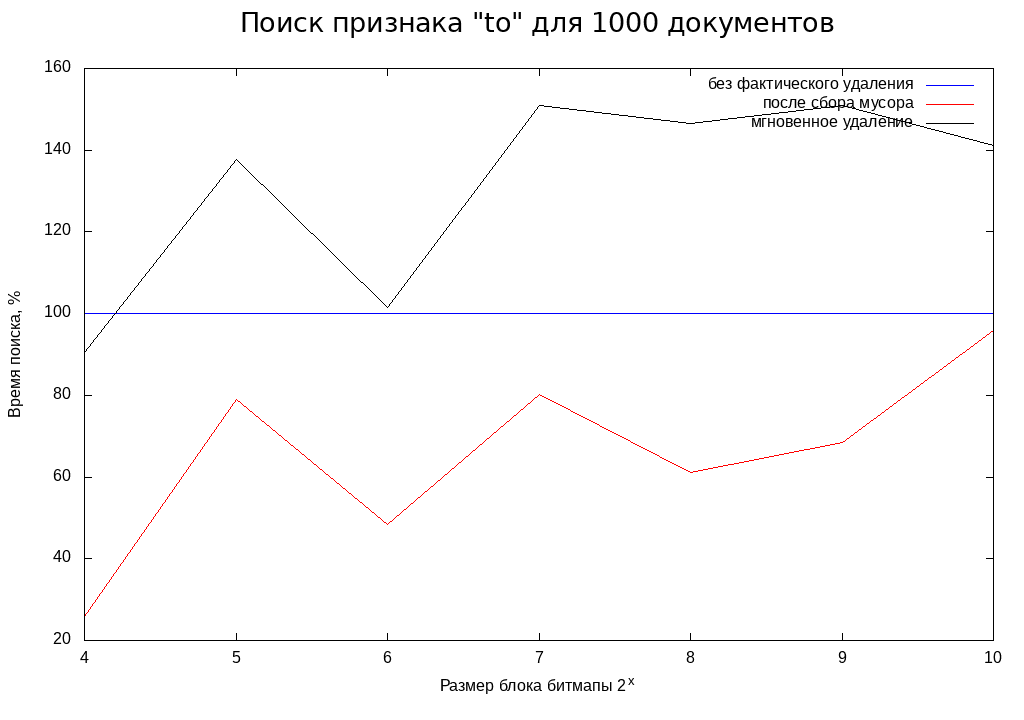 Поиск признака "to" для 1000 документов
160
140
120
100
80
60
40
20
Время поиска, %
без фактического удаления
после сбора мусора
мгновенное удаление
4 5 6 7 8 9 10
Размер блока битмапы 2^x